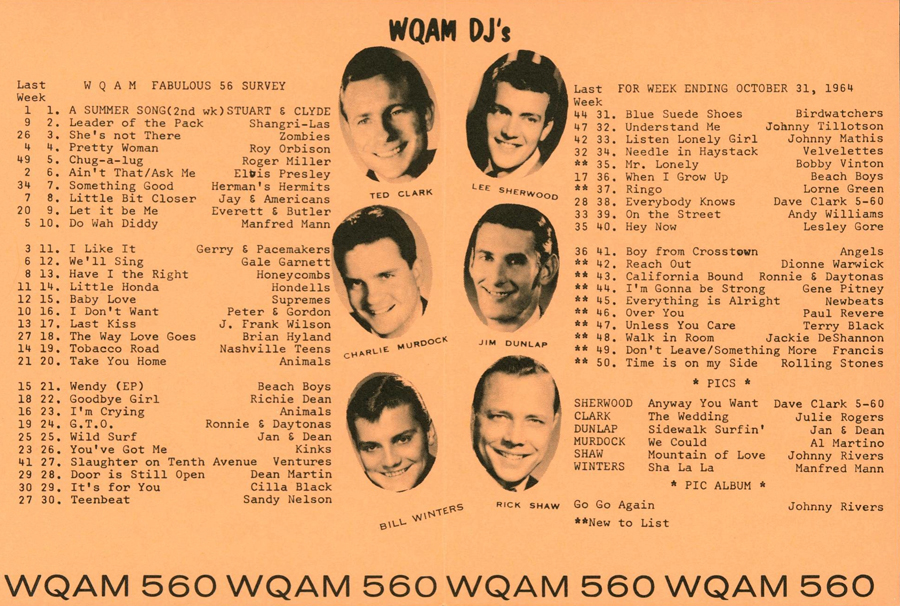 WQAM DJ's
Last W Q A M FABULOUS 56 SURVEY
Week
1 1. A SUMMER SONG(2nd wk)STUART & CLYDE
9 2. Leader of the Pack Shangri-Las
26 3. She's not There Zombies
4 4. Pretty Woman Roy Orbison
49 5. Chug-a-lug Roger Miller
2 6. Ain't That/Ask Me Elvis Presley
34 7. Something Good Herman's Hermits
7 8. Little Bit Closer Jay & Americans
20 9. Let it be Me Everett & Butler
5 10. Do Wah Diddy Manfred Mann
3 11. I Like It Gerry & Pacemakers
6 12. We'll Sing Gale Garnett
8 13. Have I the Right Honeycombs
11 14. Little Honda Hondells
12 15. Baby Love Supremes
10 16. I Don't Want Peter & Gordon
13 17. Last Kiss J. Frank Wilson
27 18. The Way Love Goes Brian Hyland
14 19. Tobacco Road Nashville Teens
21 20. Take You Home Animals
15 21. Wendy (EP) Beach Boys
18 22. Goodbye Girl Richie Dean
16 23. I'm Crying Animals
19 24. G.T.O. Ronnie & Daytonas
25 25. Wild Surf Jan & Dean
23 26. You've Got Me Kinks
41 27. Slaughter on Tenth Avenue Ventures
29 28. Door is Still Open Dean Martin
30 29. It's for You Cilla Black
27 30. Teenbeat Sandy Nelson
TED CLARK
LEE SHERWOOD
CHARLIE MURDOCK
JIM DUNLAP
BILL WINTERS
RICK SHAW
Last FOR WEEK ENDING OCTOBER 31, 1964
Week
44 31. Blue Suede Shoes Birdwatchers
47 32. Understand Me Johnny Tillotson
42 33. Listen Lonely Girl Johnny Mathis
32 34. Needle in Haystack Velvelettes
** 35. Mr. Lonely Bobby Vinton
17 36. When I Grow Up Beach Boys
** 37. Ringo Lorne Green
28 38. Everybody Knows Dave Clark 5-60
33 39. On the Street Andy Williams
35 40. Hey Now Lesley Gore
36 41. Boy from Crosstown Angels
** 42. Reach Out Dionne Warwick
** 43. California Bound Ronnie & Daytonas
** 44. I'm Gonna be Strong Gene Pitney
** 45. Everything is Alright Newbeats
** 46. Over You Paul Revere
** 47. Unless You Care Terry Black
** 48. Walk in Room Jackie DeShannon
** 49. Don't Leave/Something More Francis
** 50. Time is on my Side Rolling Stones
* PICS *
SHERWOOD Anyway You Want Dave Clark 5-60
CLARK The Wedding Julie Rogers
DUNLAP Sidewalk Surfin' Jan & Dean
MURDOCK We Could Al Martino
SHAW Mountain of Love Johnny Rivers
WINTERS Sha La La Manfred Mann
* PIC ALBUM *
Go Go Again Johnny Rivers
**New to List
WQAM 560 WQAM 560 WQAM 560 WQAM 560